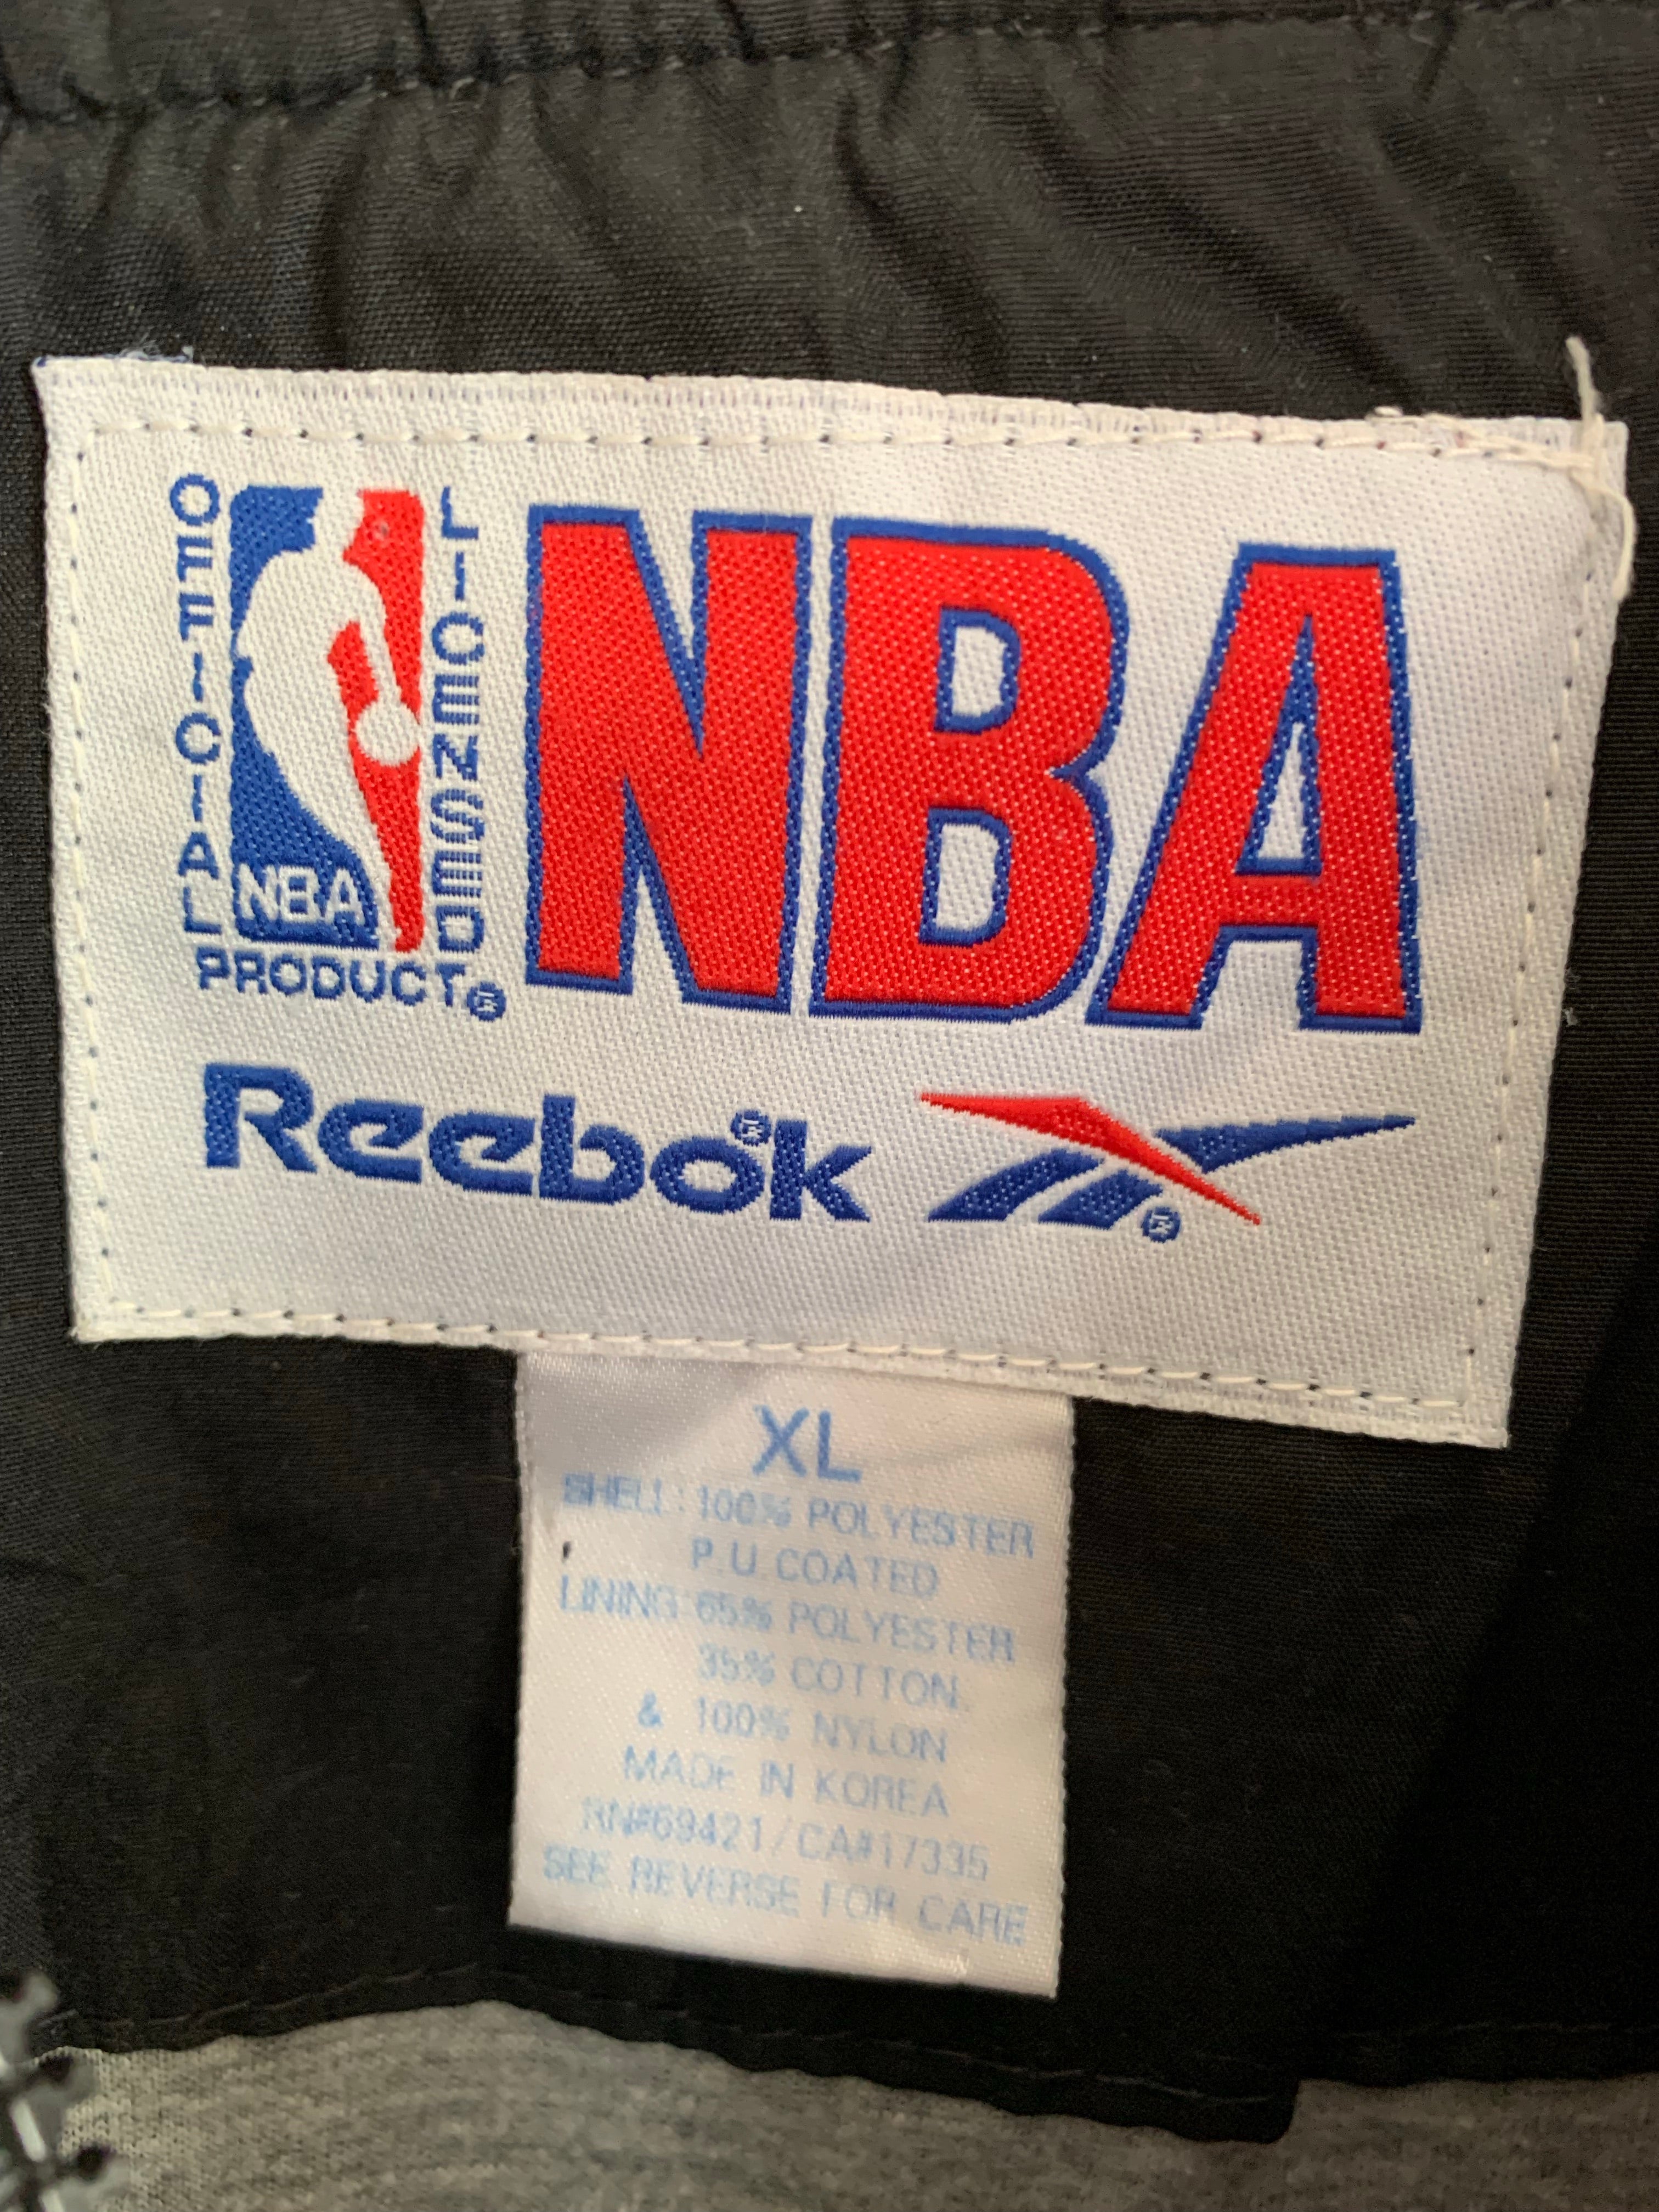 OFFICIAL
LICENSED
NBA
PRODUCT®
NBA
Reebok®
®
XL
SHELL: 100% POLYESTER
P.U. COATED
LINING: 65% POLYESTER
35% COTTON.
& 100% NYLON
MADE IN KOREA
RN#69421/CA#17335
SEE REVERSE FOR CARE